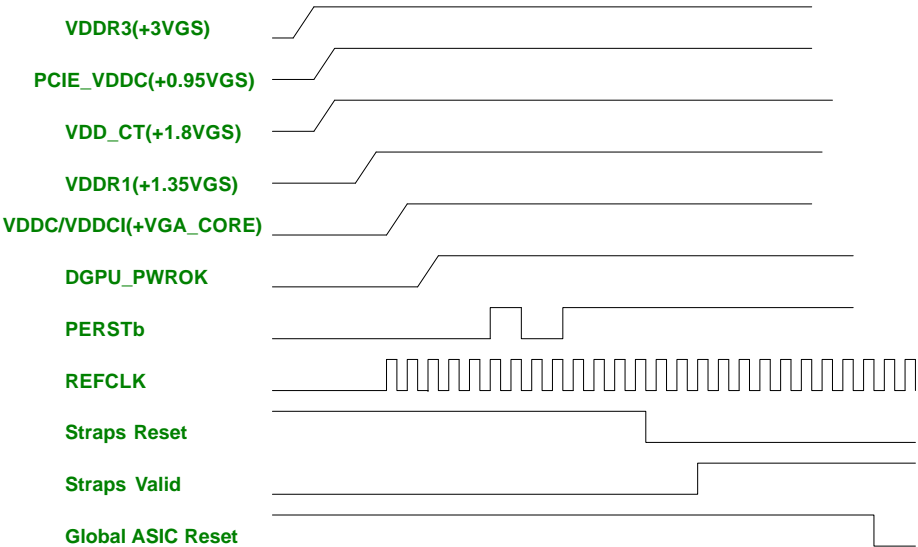 VDDR3(+3VGS)
PCIE_VDDC(+0.95VGS)
VDD_CT(+1.8VGS)
VDDR1(+1.35VGS)
VDDC/VDDCI(+VGA_CORE)
DGPU_PWROK
PERSTb
REFCLK
Straps Reset
Straps Valid
Global ASIC Reset